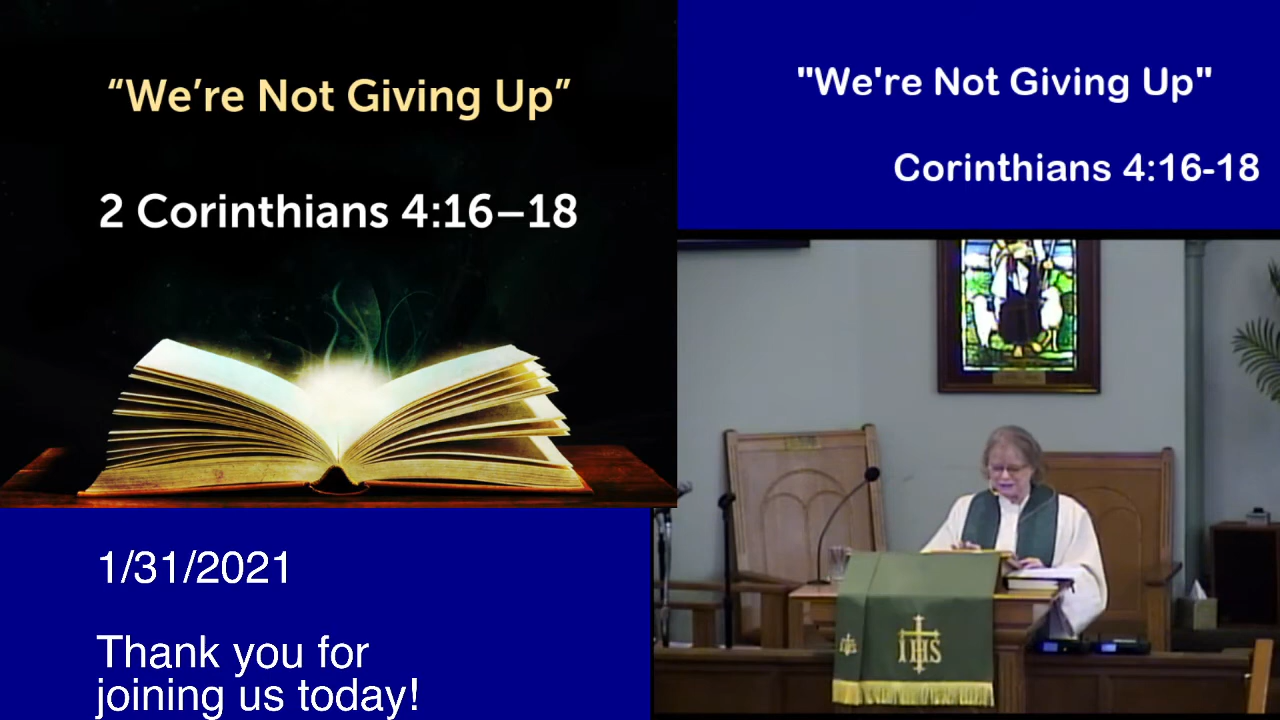 “We’re Not Giving Up”
2 Corinthians 4:16–18
"We're Not Giving Up"
Corinthians 4:16-18
1/31/2021
Thank you for
joining us today!
IHS